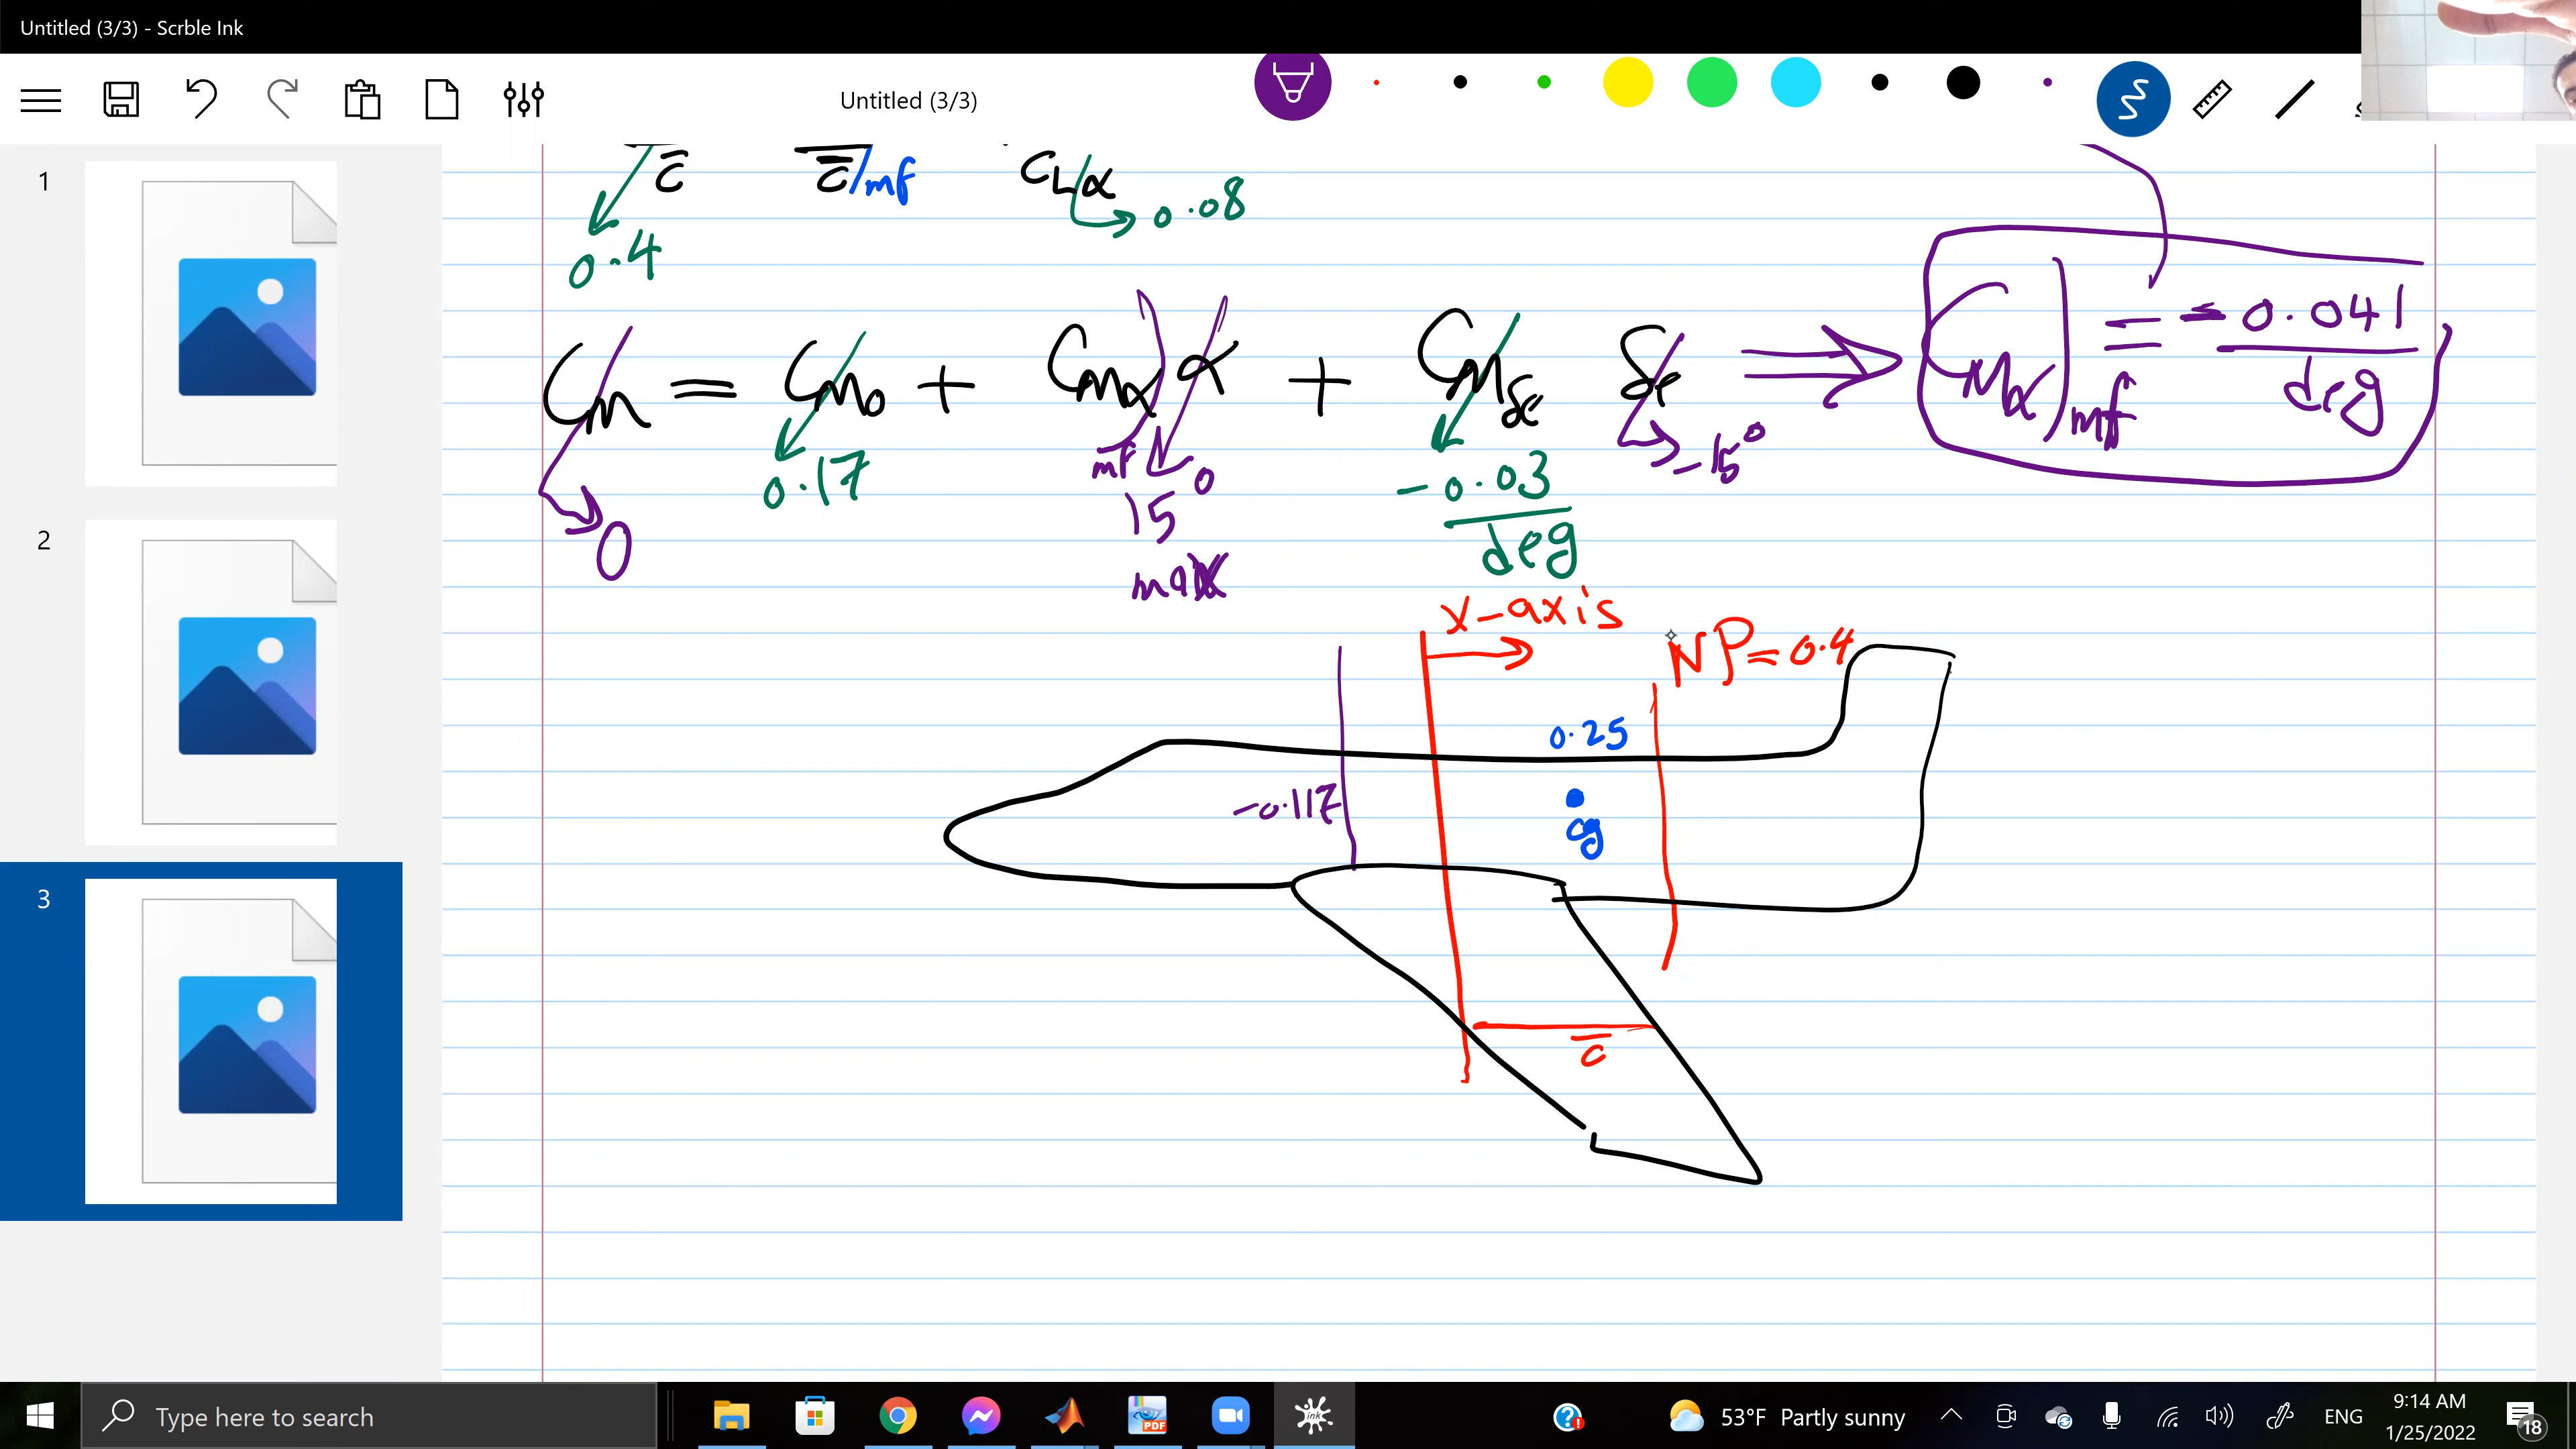 Untitled (3/3) - Scrble Ink
Untitled (3/3)
1
2
3
c̄ c̄/mf CLα
0.4 0.08
Cm = Cm0 + Cmα α + Cmδe δe ⇒ Cmα)mf = -0.041/deg
0 0.17 mf 15° max -0.03/deg -15°
x-axis
NP = 0.4
0.25
-0.117
cg
c̄
Type here to search
ink
PDF
53°F Partly sunny
ENG
9:14 AM
1/25/2022
18